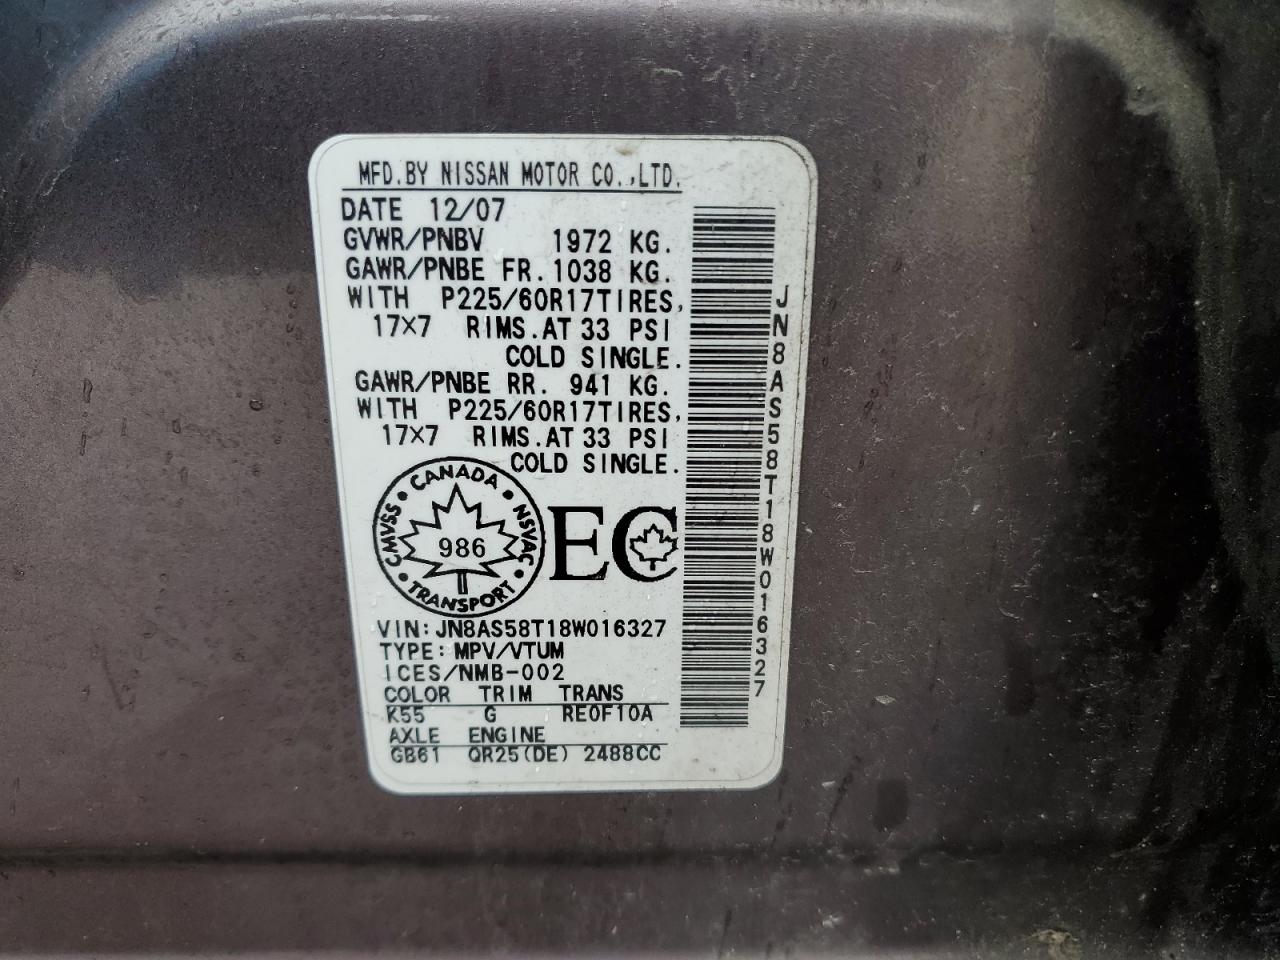 MFD.BY NISSAN MOTOR CO.,LTD.
DATE 12/07
GVWR/PNBV 1972 KG.
GAWR/PNBE FR. 1038 KG.
WITH P225/60R17TIRES,
17×7 RIMS.AT 33 PSI
COLD SINGLE.
GAWR/PNBE RR. 941 KG.
WITH P225/60R17TIRES,
17×7 RIMS.AT 33 PSI
COLD SINGLE.
CANADA • NSVAC • TRANSPORT • CMVSS •
986
EC
VIN:JN8AS58T18W016327
TYPE: MPV/VTUM
ICES/NMB-002
COLOR TRIM TRANS
K55 G RE0F10A
AXLE ENGINE
GB61 QR25(DE) 2488CC
JN8AS58T18W016327